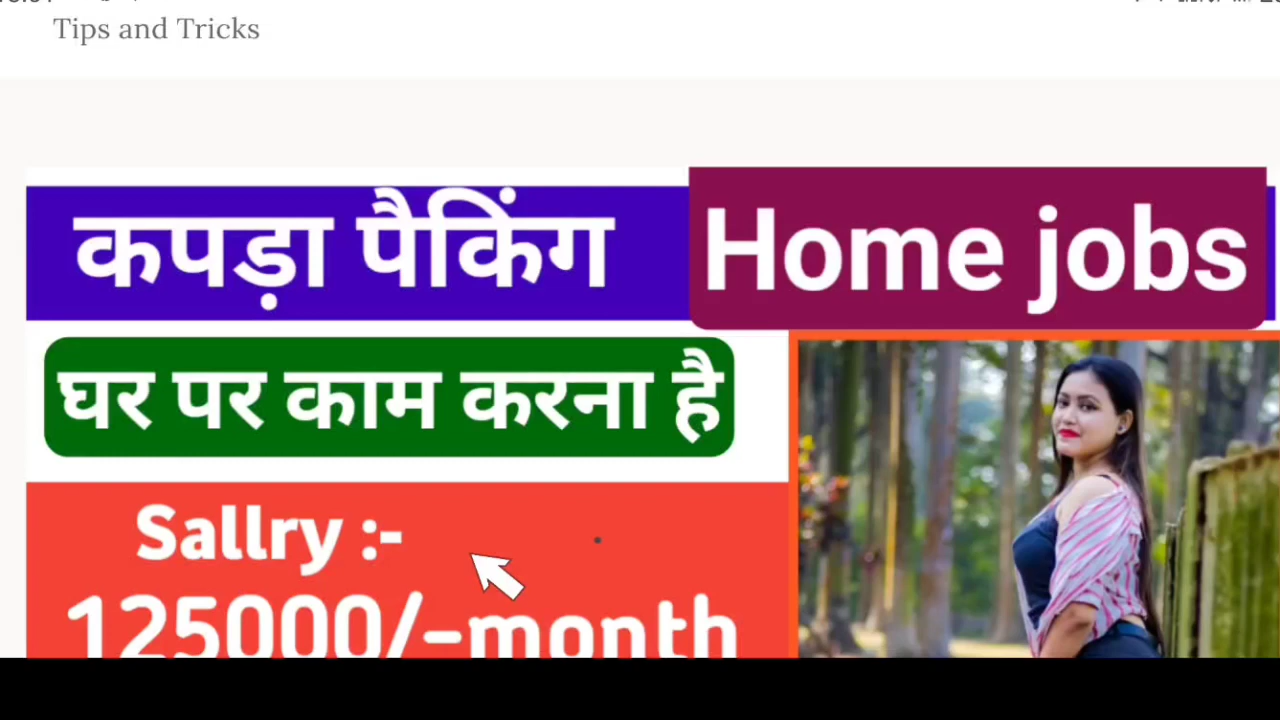 Tips and Tricks
कपड़ा पैकिंग Home jobs
घर पर काम करना है
Sallry :-
125000/-month